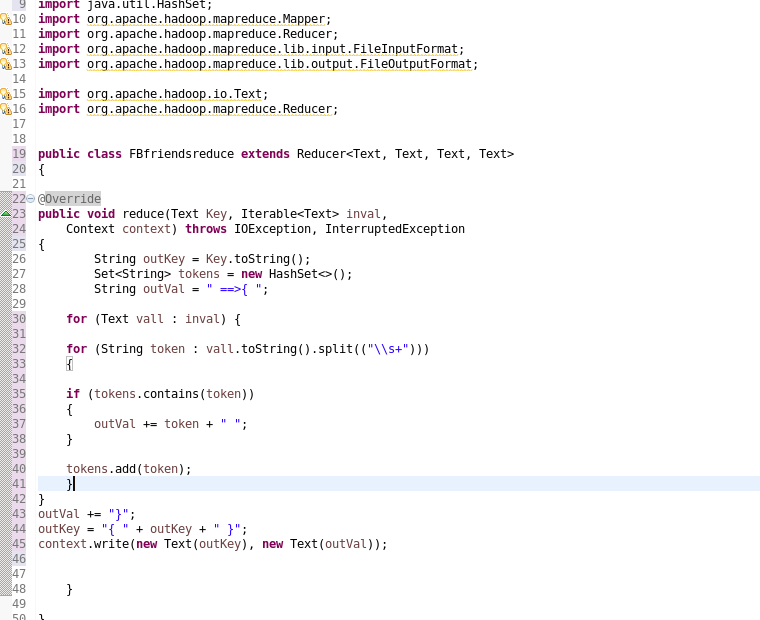 9 import java.util.HashSet;
10 import org.apache.hadoop.mapreduce.Mapper;
11 import org.apache.hadoop.mapreduce.Reducer;
12 import org.apache.hadoop.mapreduce.lib.input.FileInputFormat;
13 import org.apache.hadoop.mapreduce.lib.output.FileOutputFormat;
14
15 import org.apache.hadoop.io.Text;
16 import org.apache.hadoop.mapreduce.Reducer;
17
18
19 public class FBfriendsreduce extends Reducer<Text, Text, Text, Text>
20 {
21
22 @Override
23 public void reduce(Text Key, Iterable<Text> inval,
24     Context context) throws IOException, InterruptedException
25 {
26         String outKey = Key.toString();
27         Set<String> tokens = new HashSet<>();
28         String outVal = " ==>{ ";
29
30     for (Text vall : inval) {
31
32     for (String token : vall.toString().split(("\\s+")))
33     {
34
35     if (tokens.contains(token))
36     {
37         outVal += token + " ";
38     }
39
40     tokens.add(token);
41     }
42 }
43 outVal += "}";
44 outKey = "{ " + outKey + " }";
45 context.write(new Text(outKey), new Text(outVal));
46
47
48     }
49
50 }